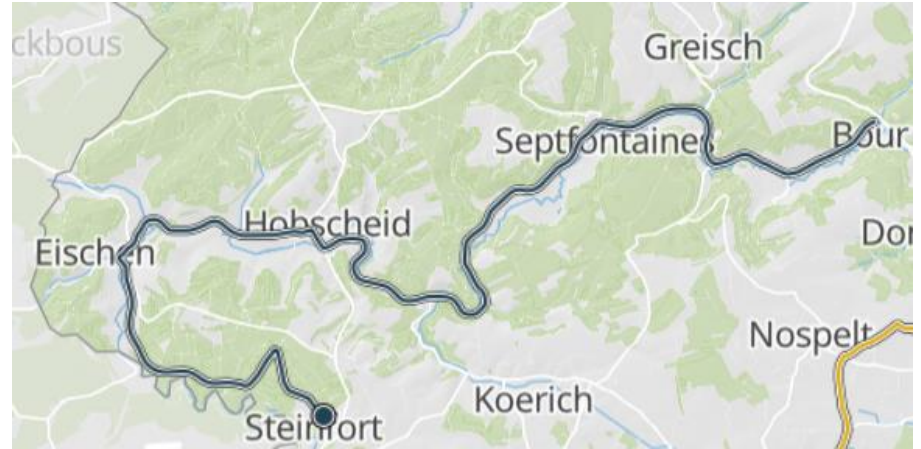 ckbous
Greisch
Septfontaines
Bour
Hobscheid
Eischen
Dor
Nospelt
Koerich
Steinfort